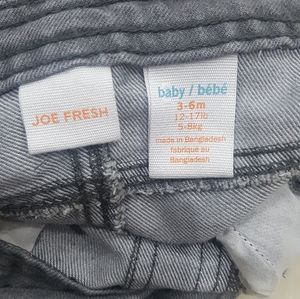 JOE FRESH
baby / bébé
3-6m
12-17lb
5-8kg
made in Bangladesh
fabriqué au
Bangladesh